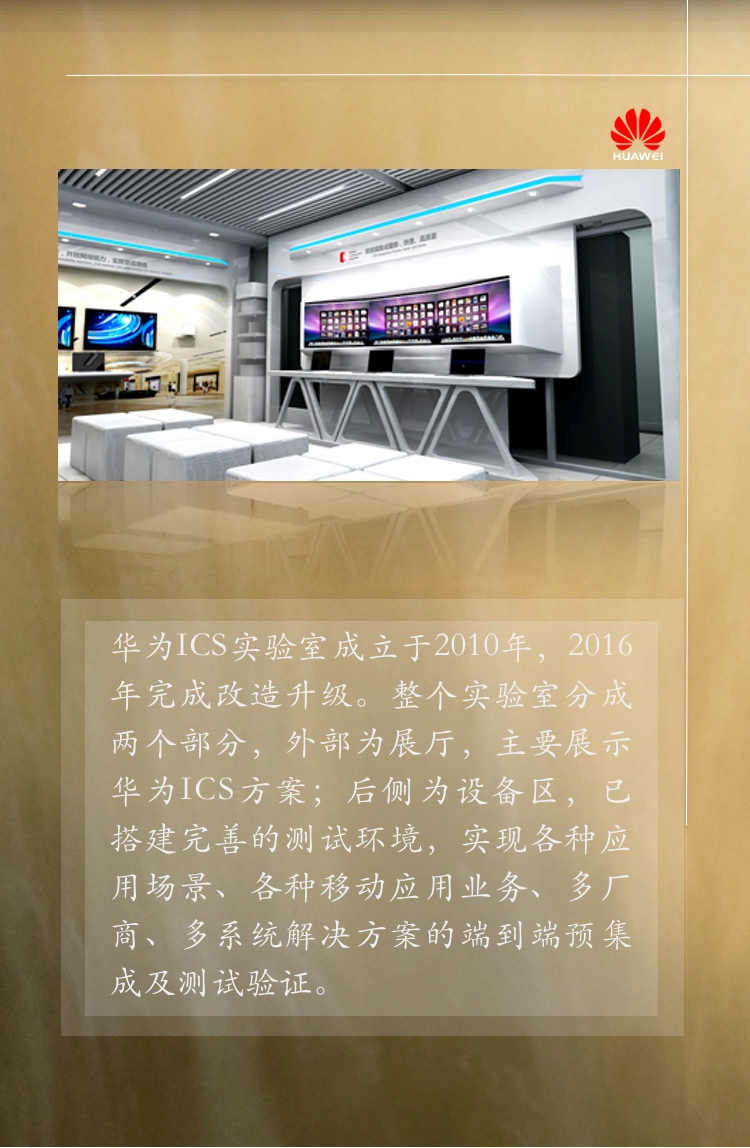 HUAWEI
华为ICS实验室成立于2010年，2016
年完成改造升级。整个实验室分成
两个部分，外部为展厅，主要展示
华为ICS方案；后侧为设备区，已
搭建完善的测试环境，实现各种应
用场景、各种移动应用业务、多厂
商、多系统解决方案的端到端预集
成及测试验证。